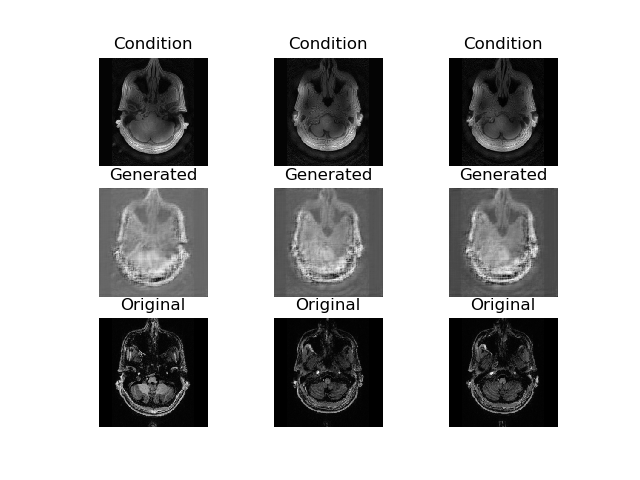 Condition Condition Condition
Generated Generated Generated
Original Original Original